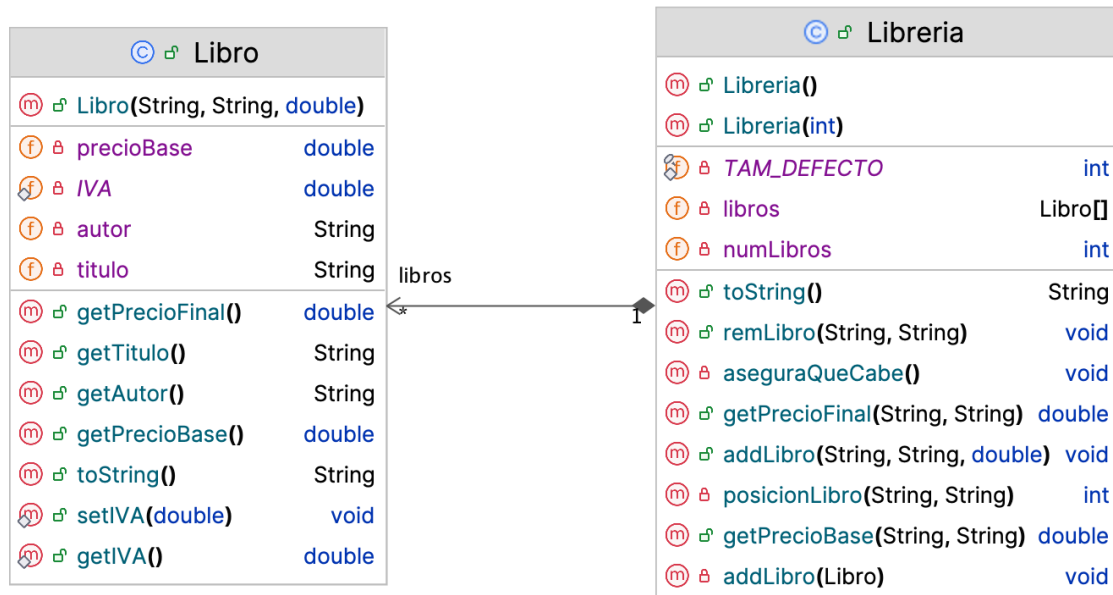 Libro
Libro(String, String, double)
precioBase double
IVA double
autor String
titulo String
getPrecioFinal() double
getTitulo() String
getAutor() String
getPrecioBase() double
toString() String
setIVA(double) void
getIVA() double
libros
*
1
Libreria
Libreria()
Libreria(int)
TAM_DEFECTO int
libros Libro[]
numLibros int
toString() String
remLibro(String, String) void
aseguraQueCabe() void
getPrecioFinal(String, String) double
addLibro(String, String, double) void
posicionLibro(String, String) int
getPrecioBase(String, String) double
addLibro(Libro) void